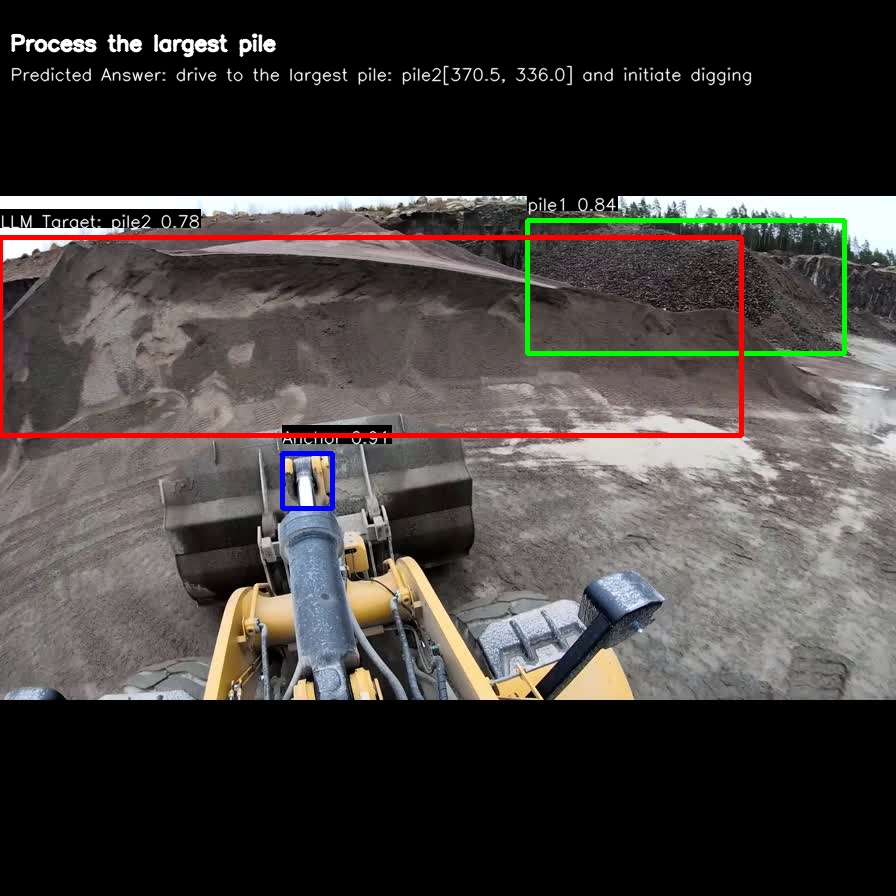 Process the largest pile
Predicted Answer: drive to the largest pile: pile2[370.5, 336.0] and initiate digging
pile1 0.84
LLM Target: pile2 0.78
Anchor 0.91